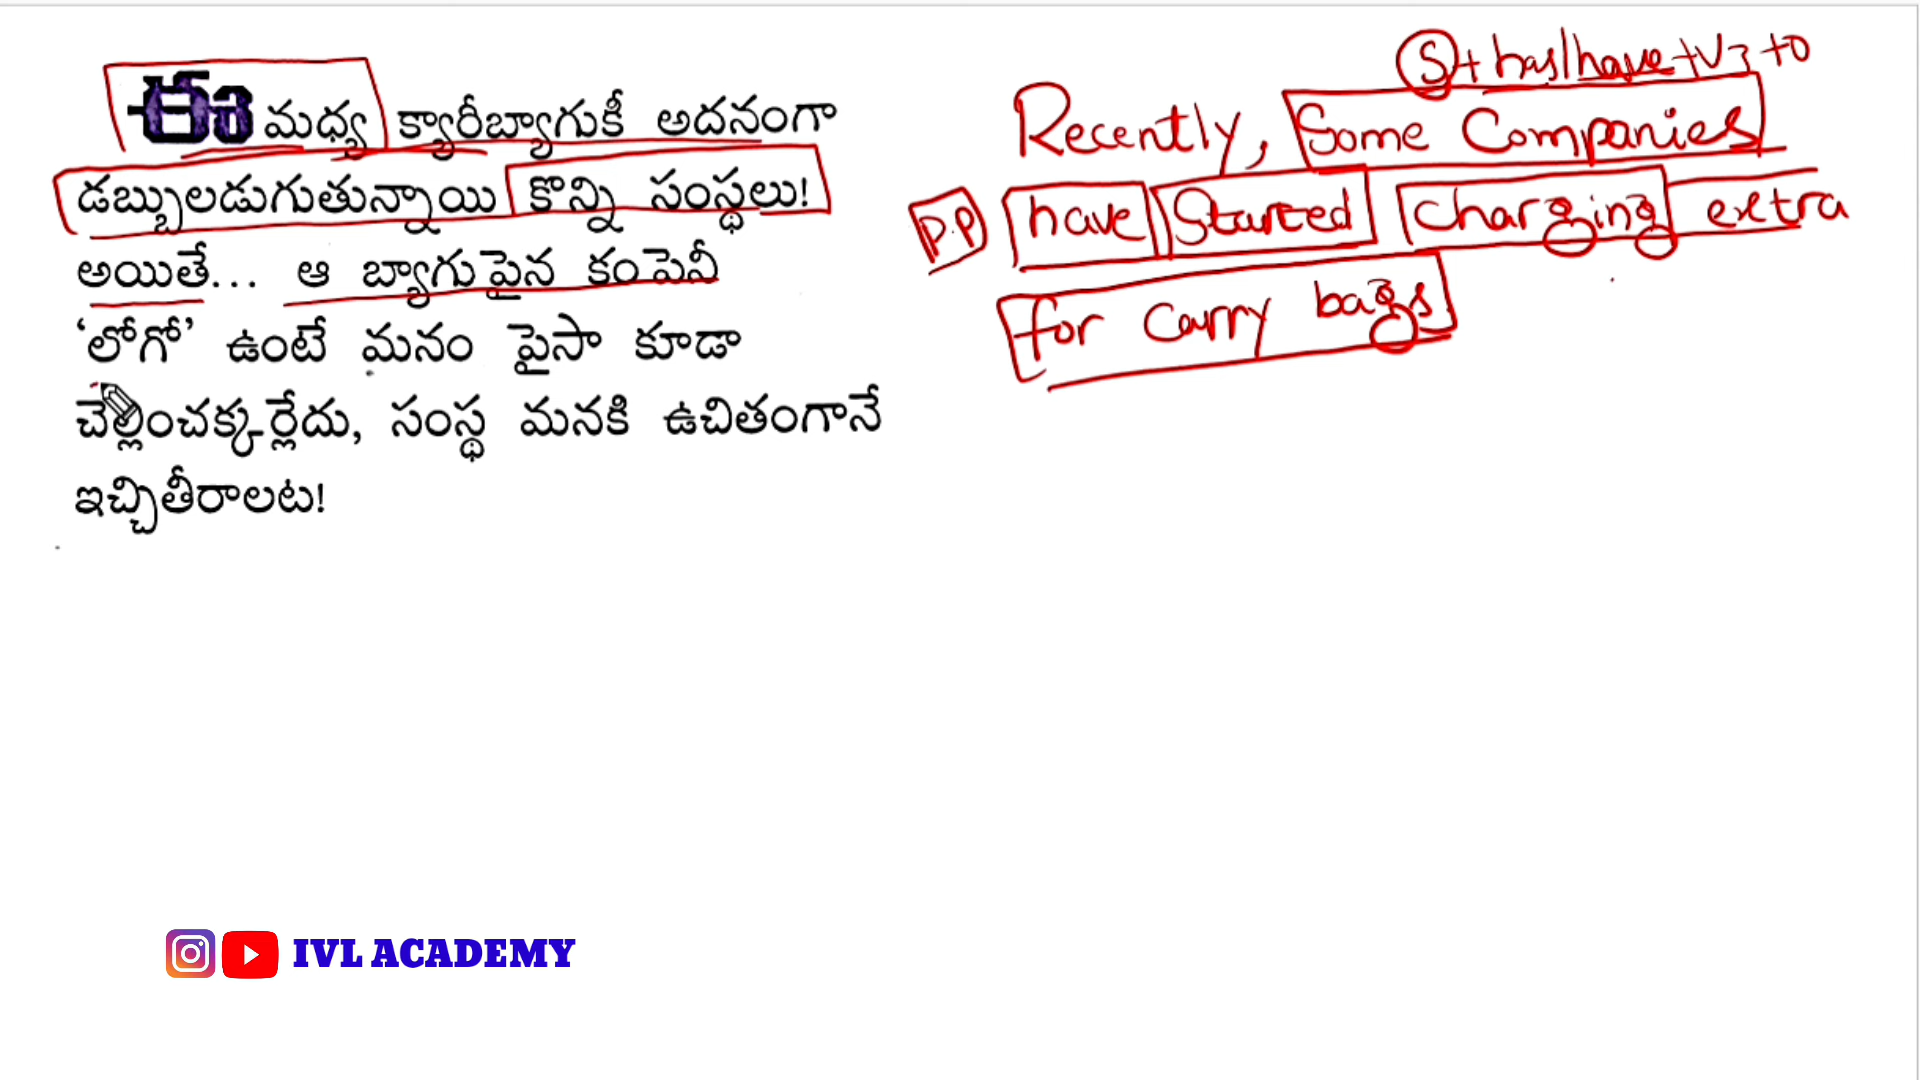 ఈ మధ్య క్యారీబ్యాగుకీ అదనంగా
డబ్బులడుగుతున్నాయి కొన్ని సంస్థలు!
అయితే... ఆ బ్యాగుపైన కంపెనీ
‘లోగో’ ఉంటే మనం పైసా కూడా
చెల్లించక్కర్లేదు, సంస్థ మనకి ఉచితంగానే
ఇచ్చితీరాలట!
S + has/have + V3 + O
Recently, Some Companies
P.P have Started Charging extra
for Carry bags
IVL ACADEMY